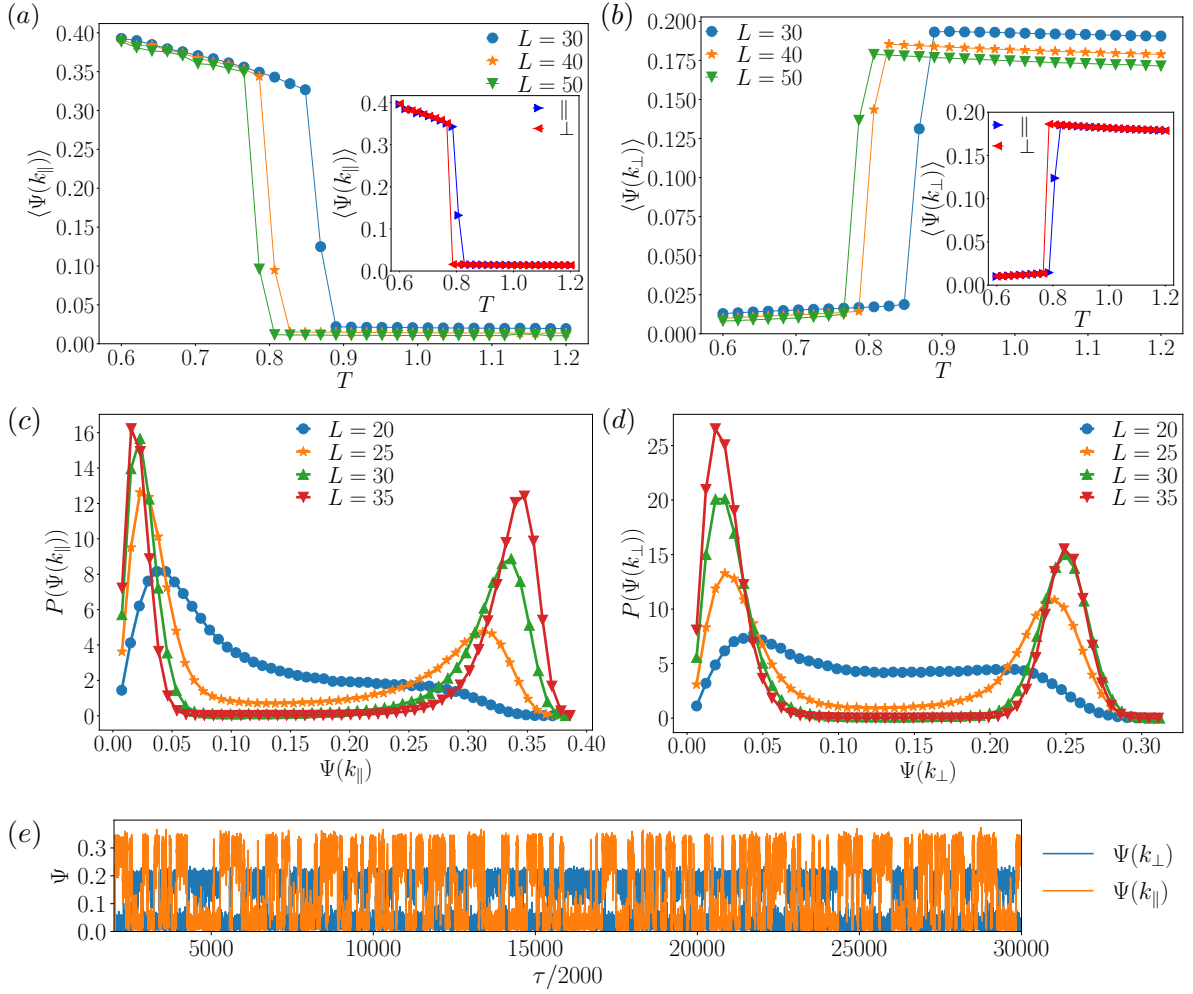 (a)
⟨Ψ(k∥)⟩
0.40
0.35
0.30
0.25
0.20
0.15
0.10
0.05
0.00
0.6 0.7 0.8 0.9 1.0 1.1 1.2
T
L = 30
L = 40
L = 50
⟨Ψ(k∥)⟩
0.4
0.2
0.0
0.6 0.8 1.0 1.2
T
∥
⊥
(b)
⟨Ψ(k⊥)⟩
0.200
0.175
0.150
0.125
0.100
0.075
0.050
0.025
0.000
0.6 0.7 0.8 0.9 1.0 1.1 1.2
T
L = 30
L = 40
L = 50
⟨Ψ(k⊥)⟩
0.20
0.10
0.00
0.6 0.8 1.0 1.2
T
∥
⊥
(c)
P(Ψ(k∥))
16
14
12
10
8
6
4
2
0
0.00 0.05 0.10 0.15 0.20 0.25 0.30 0.35 0.40
Ψ(k∥)
L = 20
L = 25
L = 30
L = 35
(d)
P(Ψ(k⊥))
25
20
15
10
5
0
0.00 0.05 0.10 0.15 0.20 0.25 0.30
Ψ(k⊥)
L = 20
L = 25
L = 30
L = 35
(e)
Ψ
0.3
0.2
0.1
0.0
5000 10000 15000 20000 25000 30000
τ/2000
Ψ(k⊥)
Ψ(k∥)